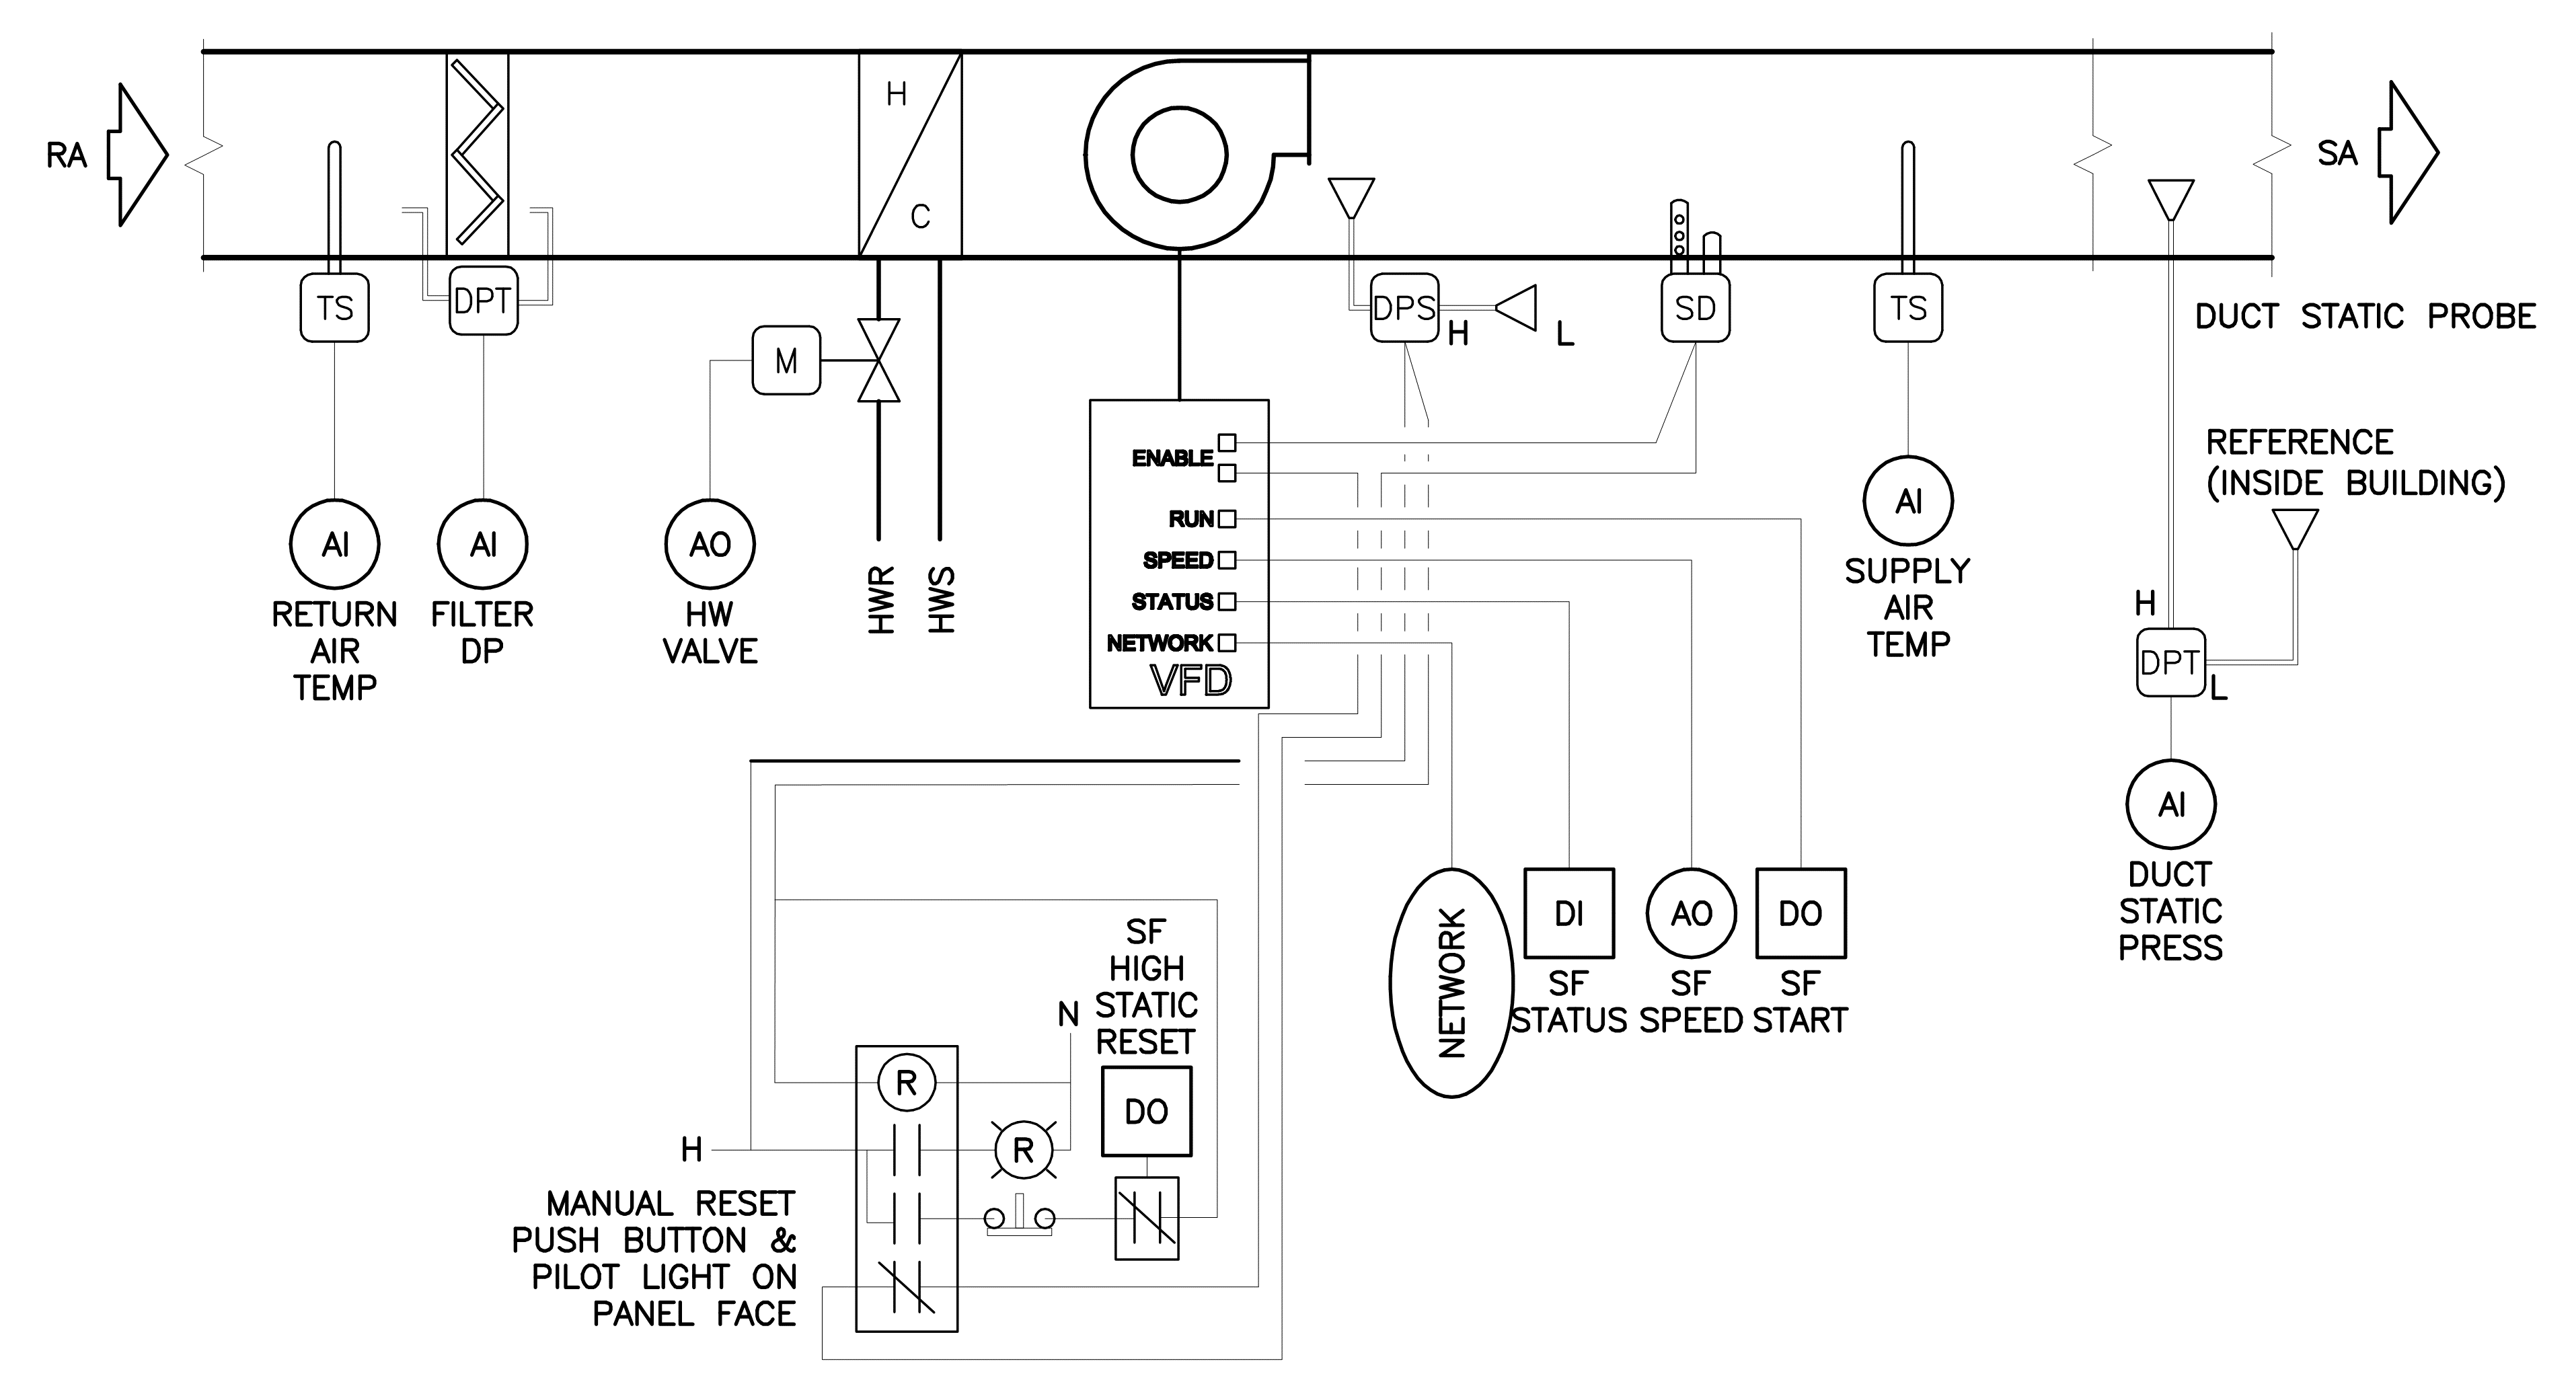 H
C
RA
SA
TS
DPT
DPS
H
L
SD
TS
DUCT STATIC PROBE
M
ENABLE
RUN
SPEED
STATUS
NETWORK
VFD
REFERENCE
(INSIDE BUILDING)
AI
RETURN
AIR
TEMP
AI
FILTER
DP
AO
HW
VALVE
HWR
HWS
AI
SUPPLY
AIR
TEMP
H
DPT
L
AI
DUCT
STATIC
PRESS
NETWORK
DI
SF
STATUS
AO
SF
SPEED
DO
SF
START
SF
HIGH
STATIC
RESET
DO
N
R
H
R
MANUAL RESET
PUSH BUTTON &
PILOT LIGHT ON
PANEL FACE